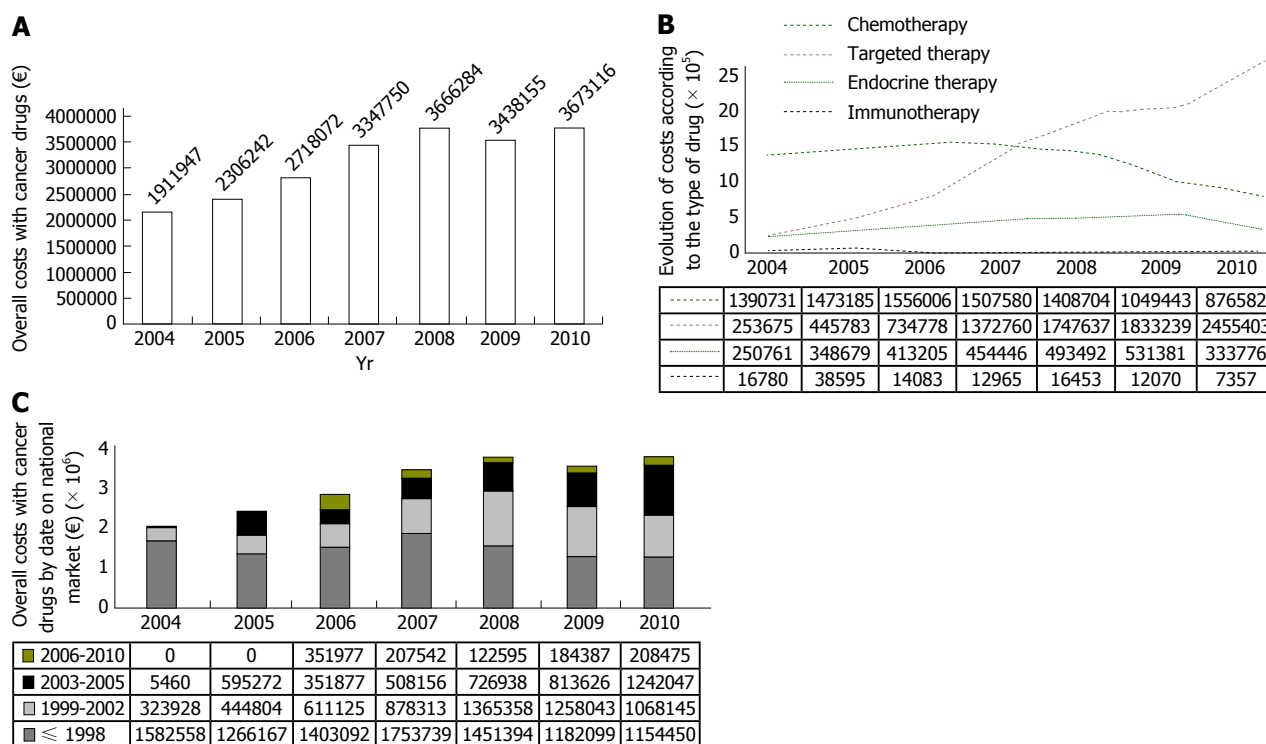 A
Overall costs with cancer drugs (€)
4000000
3500000
3000000
2500000
2000000
1500000
1000000
500000
0
1911947
2306242
2718072
3347750
3666284
3438155
3673116
2004 2005 2006 2007 2008 2009 2010
Yr
B
Evolution of costs according
to the type of drug (× 10⁵)
Chemotherapy
Targeted therapy
Endocrine therapy
Immunotherapy
25
20
15
10
5
0
2004 2005 2006 2007 2008 2009 2010
1390731 1473185 1556006 1507580 1408704 1049443 876582
253675 445783 734778 1372760 1747637 1833239 2455403
250761 348679 413205 454446 493492 531381 333776
16780 38595 14083 12965 16453 12070 7357
C
Overall costs with cancer
drugs by date on national
market (€) (× 10⁶)
4
3
2
1
0
2004 2005 2006 2007 2008 2009 2010
2006-2010 0 0 351977 207542 122595 184387 208475
2003-2005 5460 595272 351877 508156 726938 813626 1242047
1999-2002 323928 444804 611125 878313 1365358 1258043 1068145
≤ 1998 1582558 1266167 1403092 1753739 1451394 1182099 1154450